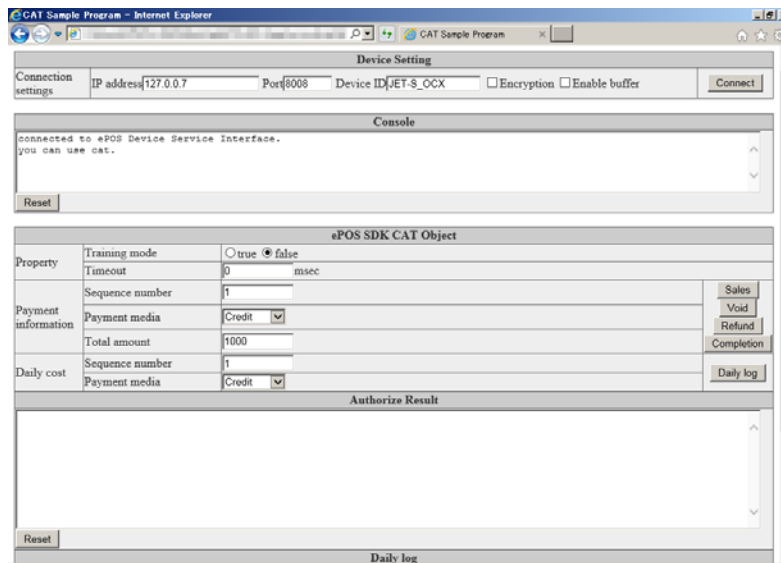 CAT Sample Program - Internet Explorer
CAT Sample Program
Device Setting
Connection settings IP address 127.0.0.7 Port 8008 Device ID JET-S_OCX Encryption Enable buffer Connect
Console
connected to ePOS Device Service Interface.
you can use cat.
Reset
ePOS SDK CAT Object
Property Training mode true false
Timeout 0 msec
Payment information Sequence number 1 Sales
Void
Payment media Credit
Refund
Total amount 1000 Completion
Daily cost Sequence number 1 Daily log
Payment media Credit
Authorize Result
Reset
Daily log